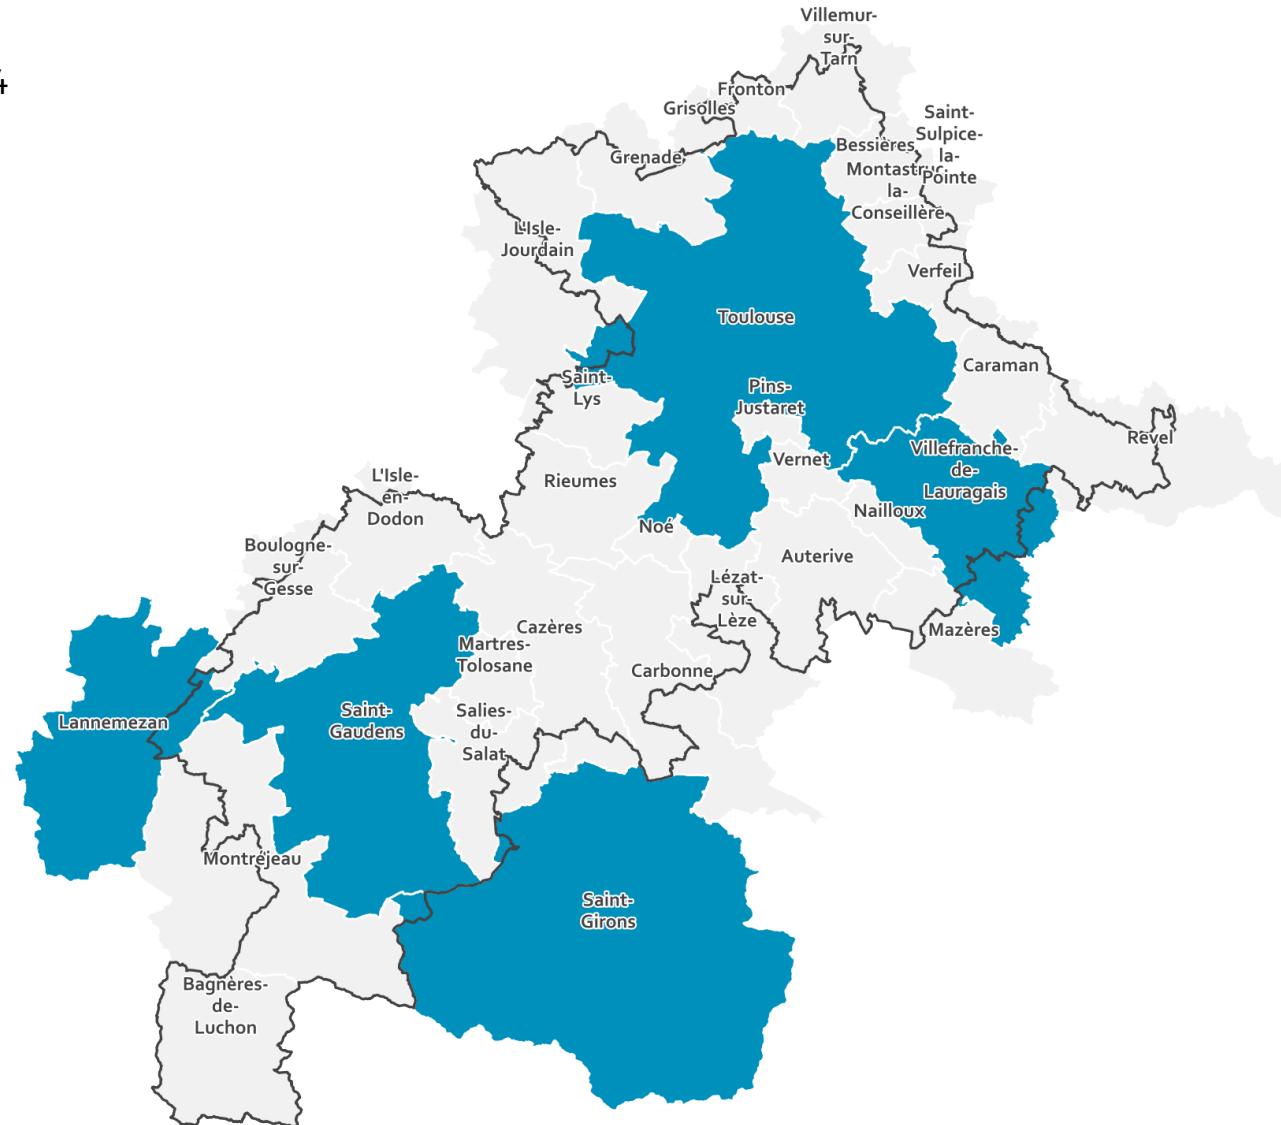 Villemur-
sur-
Tarn
4
Fronton
Grisolles
Saint-
Sulpice-
la-
Pointe
Bessières
Grenade
Montastruc-
la-
Conseillère
L'Isle-
Jourdain
Verfeil
Toulouse
Caraman
Saint-
Lys
Pins-
Justaret
Revel
Villefranche-
de-
Lauragais
Vernet
L'Isle-
en-
Dodon
Rieumes
Nailloux
Noé
Boulogne-
sur-
Gesse
Auterive
Lézat-
sur-
Lèze
Cazères
Mazères
Martres-
Tolosane
Carbonne
Lannemezan
Saint-
Gaudens
Salies-
du-
Salat
Montréjeau
Saint-
Girons
Bagnères-
de-
Luchon